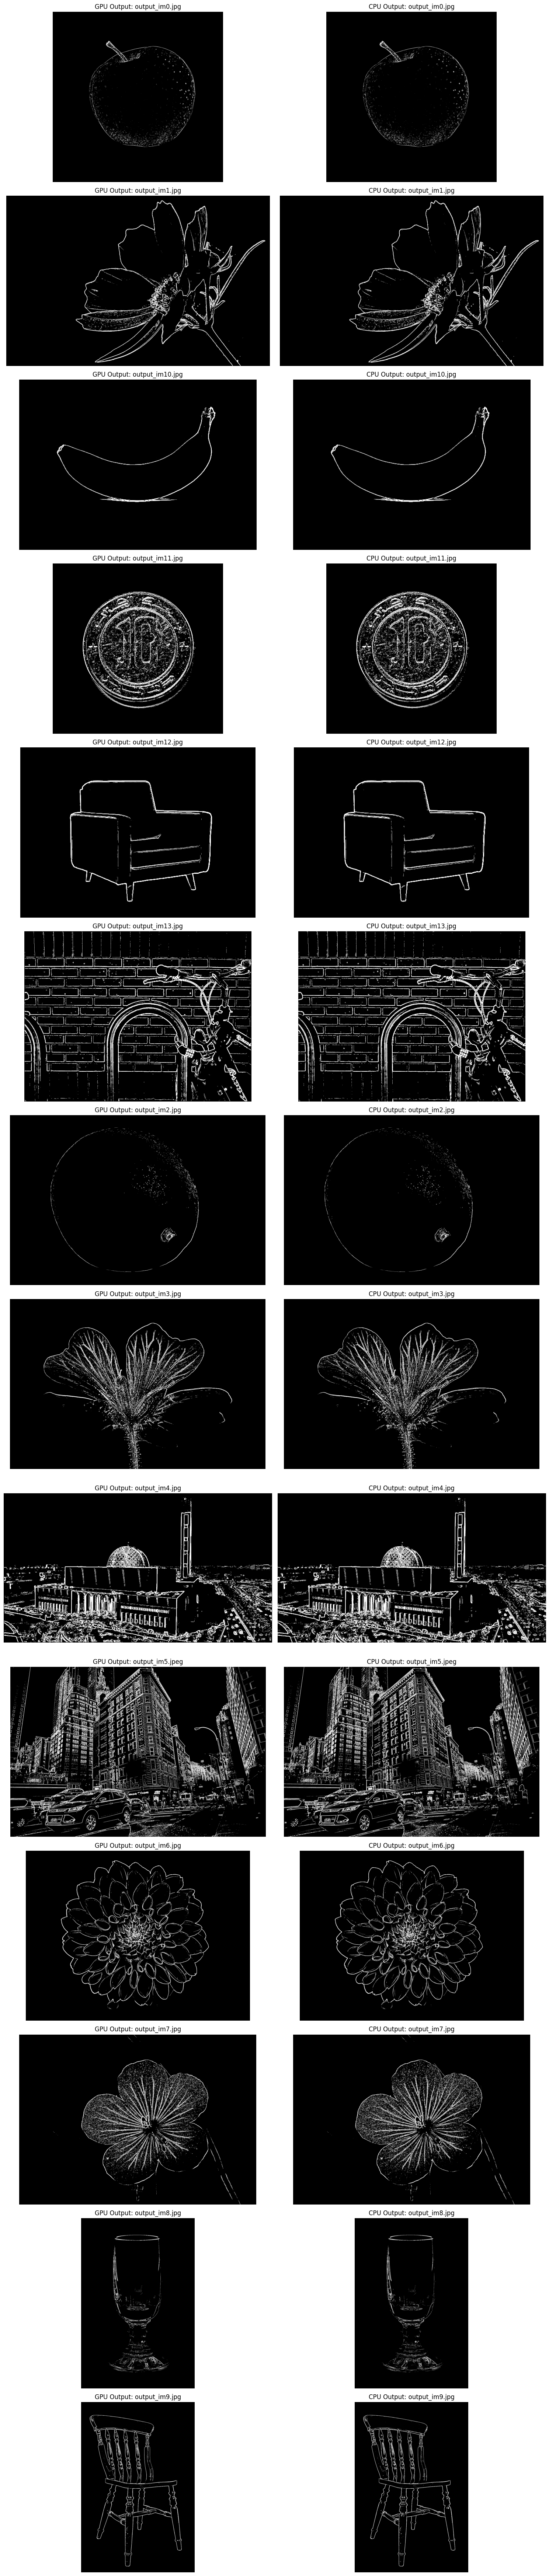 GPU Output: output_im0.jpg
CPU Output: output_im0.jpg
GPU Output: output_im1.jpg
CPU Output: output_im1.jpg
GPU Output: output_im10.jpg
CPU Output: output_im10.jpg
GPU Output: output_im11.jpg
CPU Output: output_im11.jpg
10
10
GPU Output: output_im12.jpg
CPU Output: output_im12.jpg
GPU Output: output_im13.jpg
CPU Output: output_im13.jpg
GPU Output: output_im2.jpg
CPU Output: output_im2.jpg
GPU Output: output_im3.jpg
CPU Output: output_im3.jpg
GPU Output: output_im4.jpg
CPU Output: output_im4.jpg
GPU Output: output_im5.jpeg
CPU Output: output_im5.jpeg
GPU Output: output_im6.jpg
CPU Output: output_im6.jpg
GPU Output: output_im7.jpg
CPU Output: output_im7.jpg
GPU Output: output_im8.jpg
CPU Output: output_im8.jpg
GPU Output: output_im9.jpg
CPU Output: output_im9.jpg